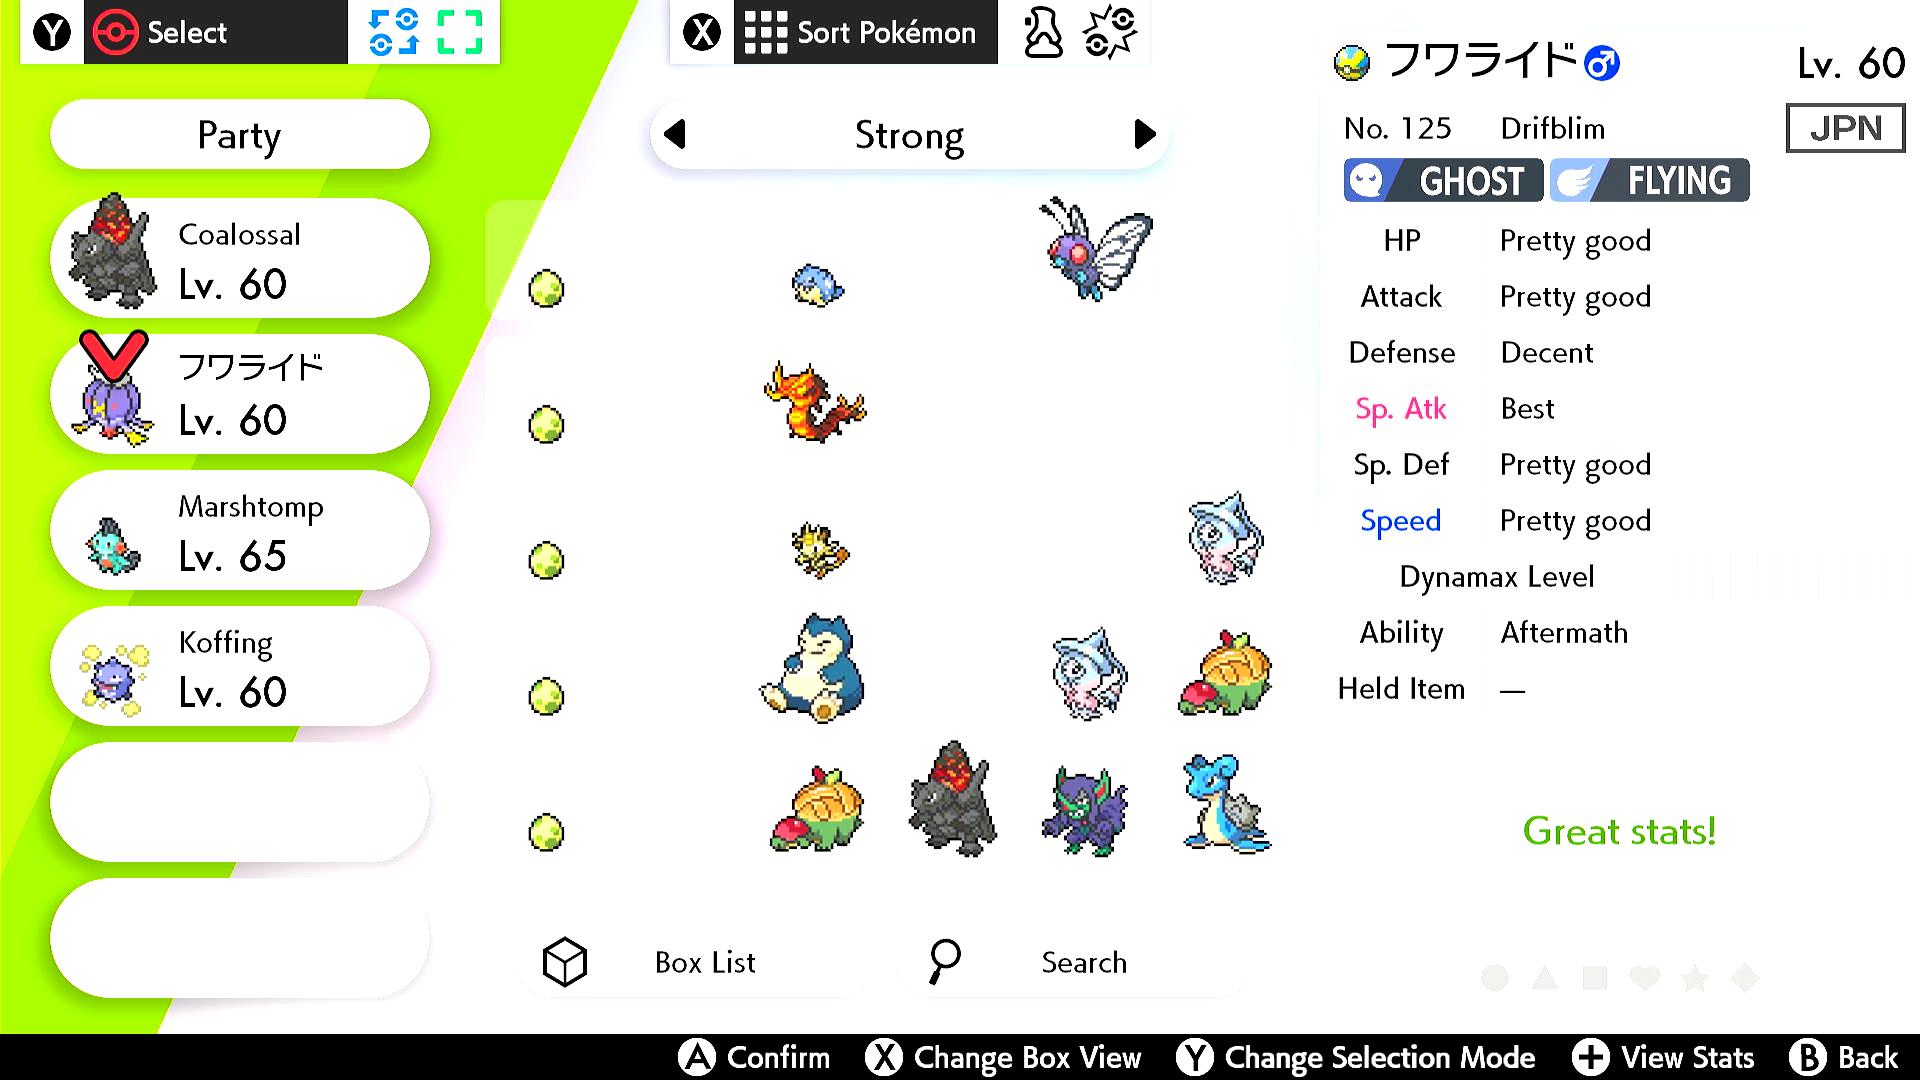 Y Select
X Sort Pokémon
Party
Coalossal
Lv. 60
フワライド
Lv. 60
Marshtomp
Lv. 65
Koffing
Lv. 60
Strong
Box List
Search
フワライド♂ Lv. 60
No. 125 Drifblim JPN
GHOST FLYING
HP Pretty good
Attack Pretty good
Defense Decent
Sp. Atk Best
Sp. Def Pretty good
Speed Pretty good
Dynamax Level
Ability Aftermath
Held Item —
Great stats!
A Confirm X Change Box View Y Change Selection Mode + View Stats B Back